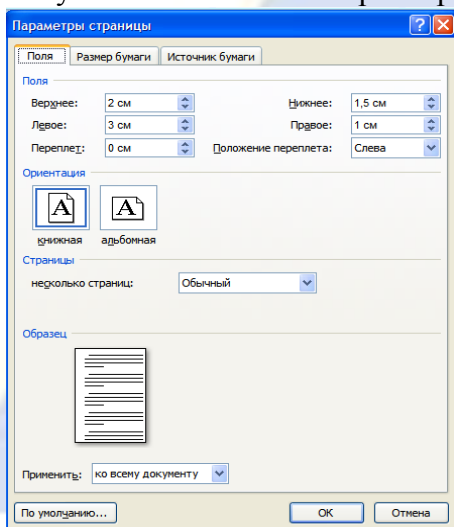 Параметры страницы
Поля Размер бумаги Источник бумаги
Поля
Верхнее: 2 см Нижнее: 1,5 см
Левое: 3 см Правое: 1 см
Переплет: 0 см Положение переплета: Слева
Ориентация
A A
книжная альбомная
Страницы
несколько страниц: Обычный
Образец
Применить: ко всему документу
По умолчанию... ОК Отмена